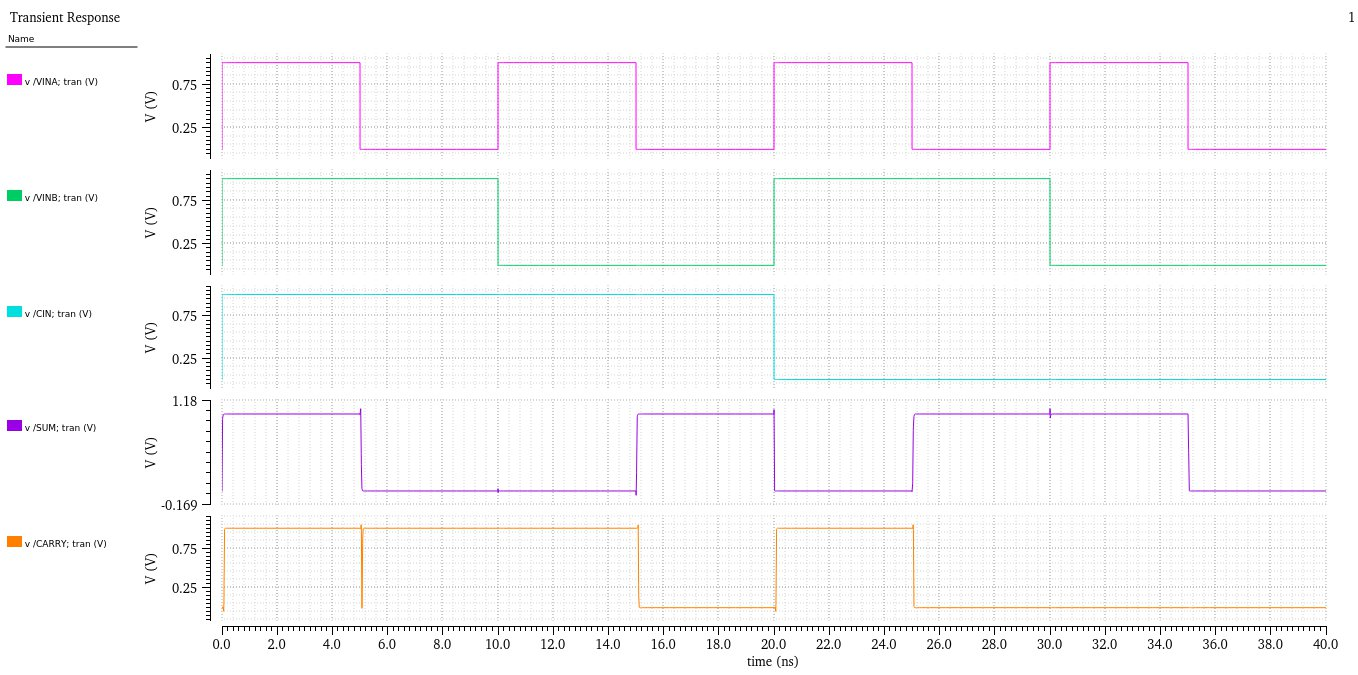 Transient Response 1
Name
v /VINA; tran (V)
V (V)
0.75
0.25
v /VINB; tran (V)
V (V)
0.75
0.25
v /CIN; tran (V)
V (V)
0.75
0.25
v /SUM; tran (V)
V (V)
1.18
-0.169
v /CARRY; tran (V)
V (V)
0.75
0.25
0.0 2.0 4.0 6.0 8.0 10.0 12.0 14.0 16.0 18.0 20.0 22.0 24.0 26.0 28.0 30.0 32.0 34.0 36.0 38.0 40.0
time (ns)